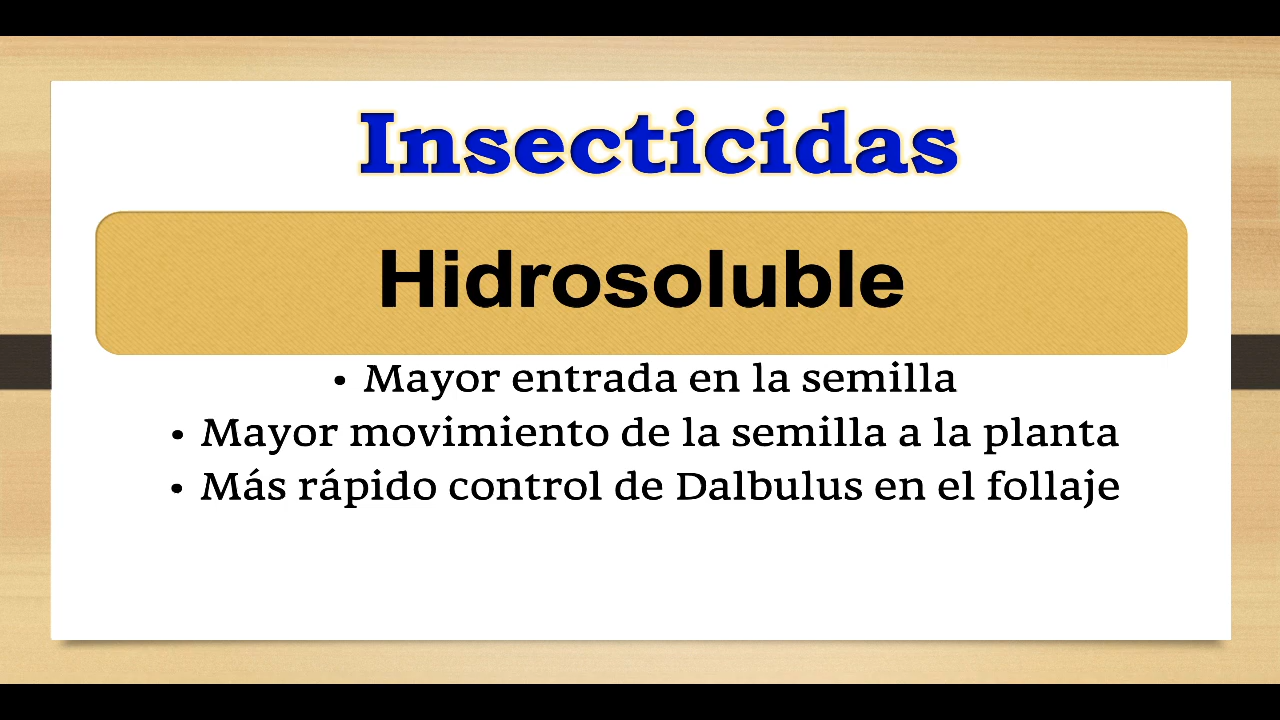 Insecticidas
Hidrosoluble
• Mayor entrada en la semilla
• Mayor movimiento de la semilla a la planta
• Más rápido control de Dalbulus en el follaje